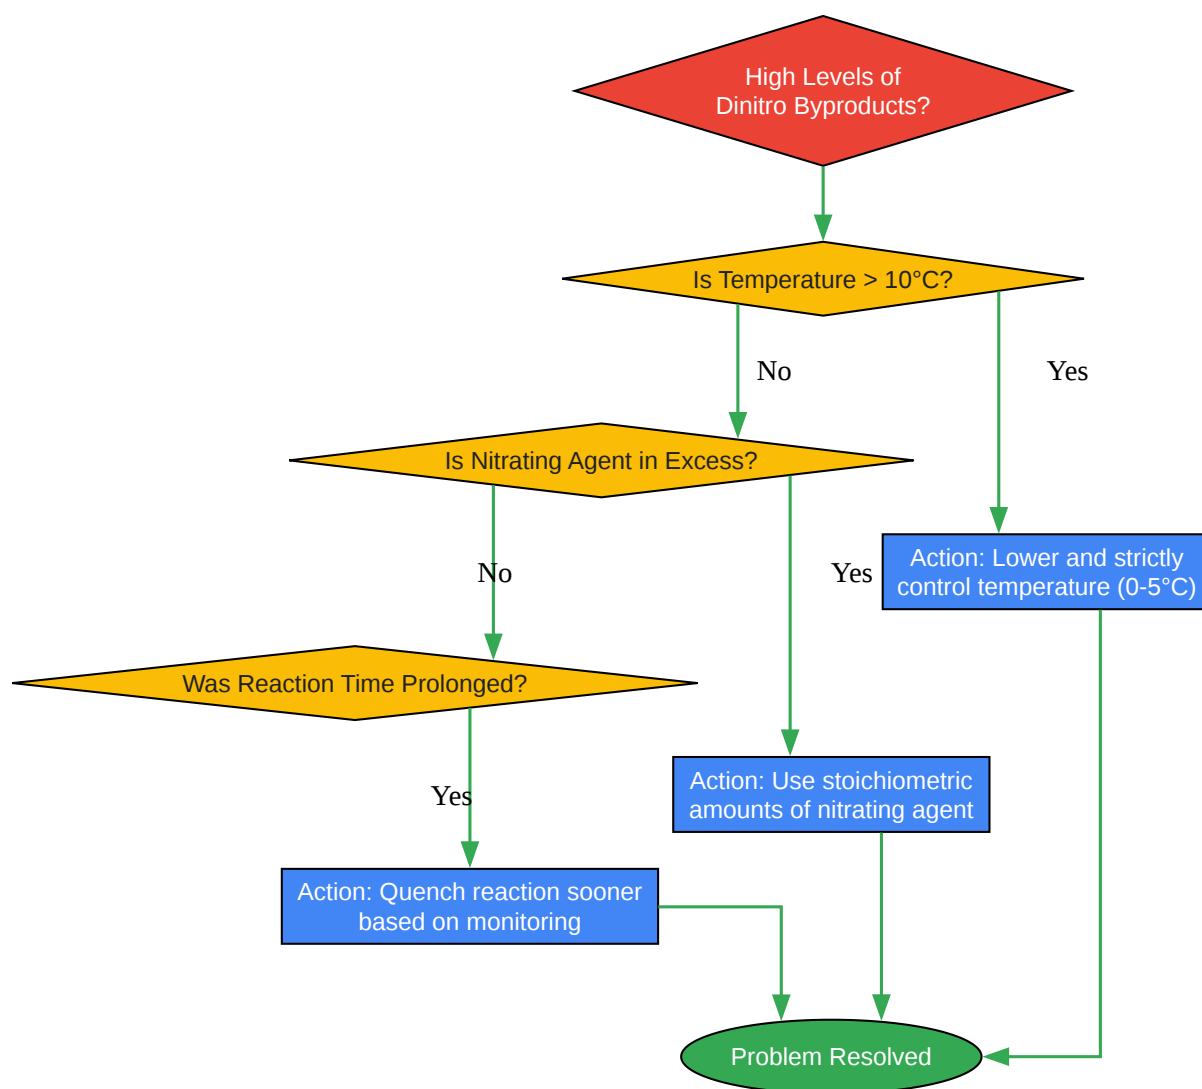 High Levels of
Dinitro Byproducts?
Is Temperature > 10°C?
No
Yes
Is Nitrating Agent in Excess?
Action: Lower and strictly
control temperature (0-5°C)
No
Yes
Was Reaction Time Prolonged?
Action: Use stoichiometric
amounts of nitrating agent
Yes
Action: Quench reaction sooner
based on monitoring
Problem Resolved